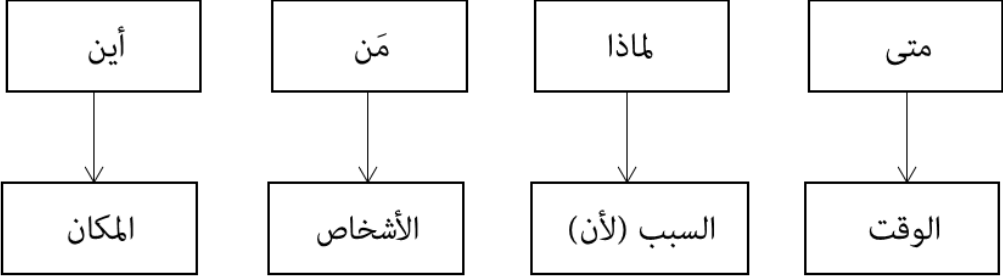 متى
لماذا
مَن
أين
الوقت
السبب (لأن)
الأشخاص
المكان